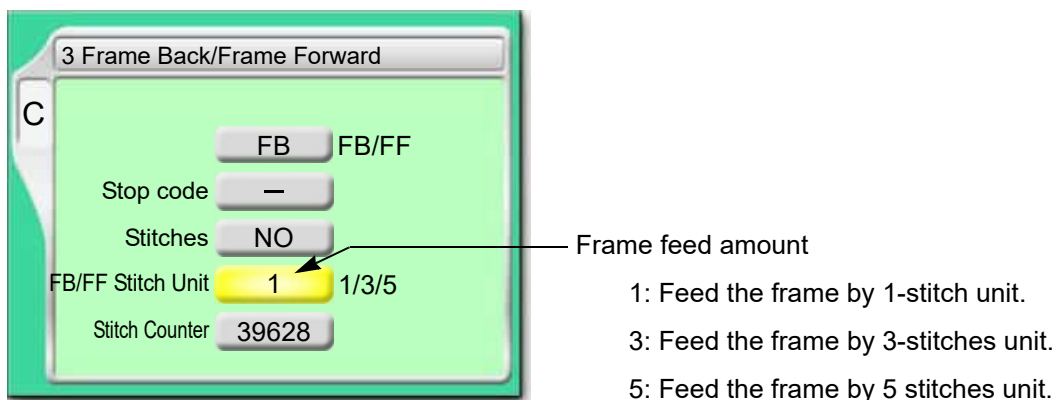 3 Frame Back/Frame Forward
C
FB FB/FF
Stop code –
Stitches NO
FB/FF Stitch Unit 1 1/3/5
Stitch Counter 39628
Frame feed amount
1: Feed the frame by 1-stitch unit.
3: Feed the frame by 3-stitches unit.
5: Feed the frame by 5 stitches unit.